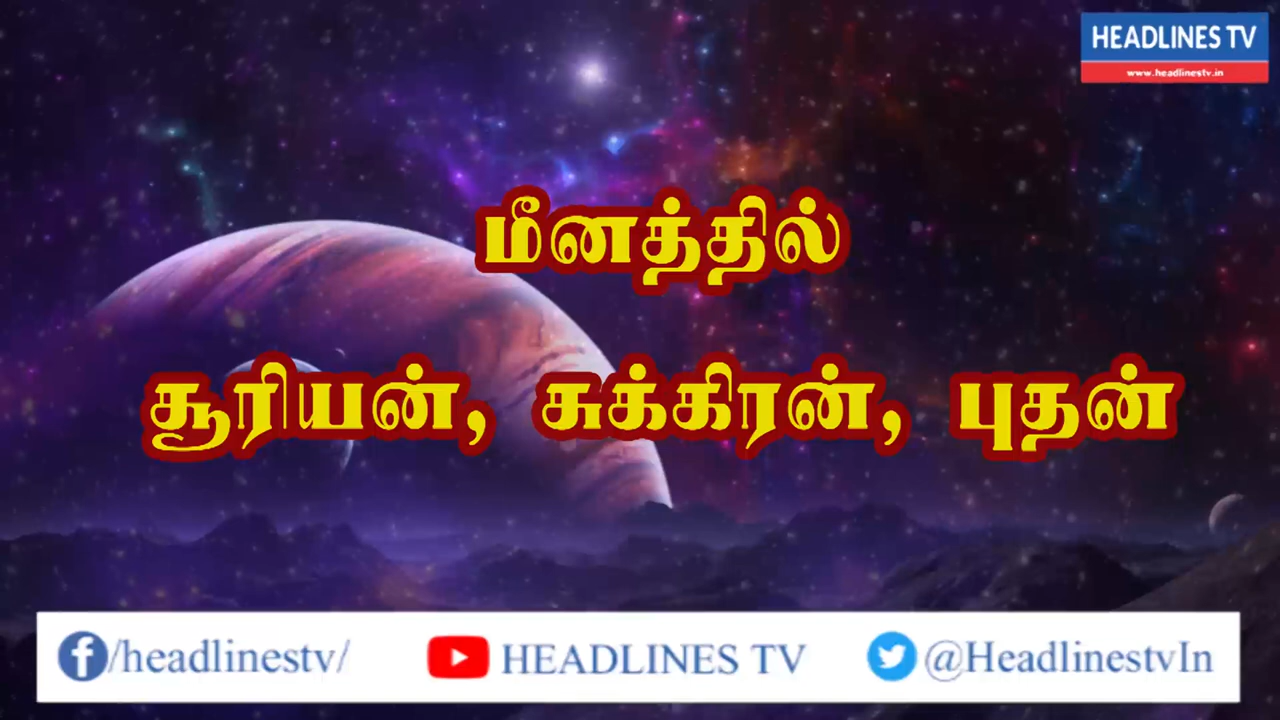 HEADLINES TV
www.headlinestv.in
மீனத்தில்
சூரியன், சுக்கிரன், புதன்
/headlinestv/ HEADLINES TV @HeadlinestvIn